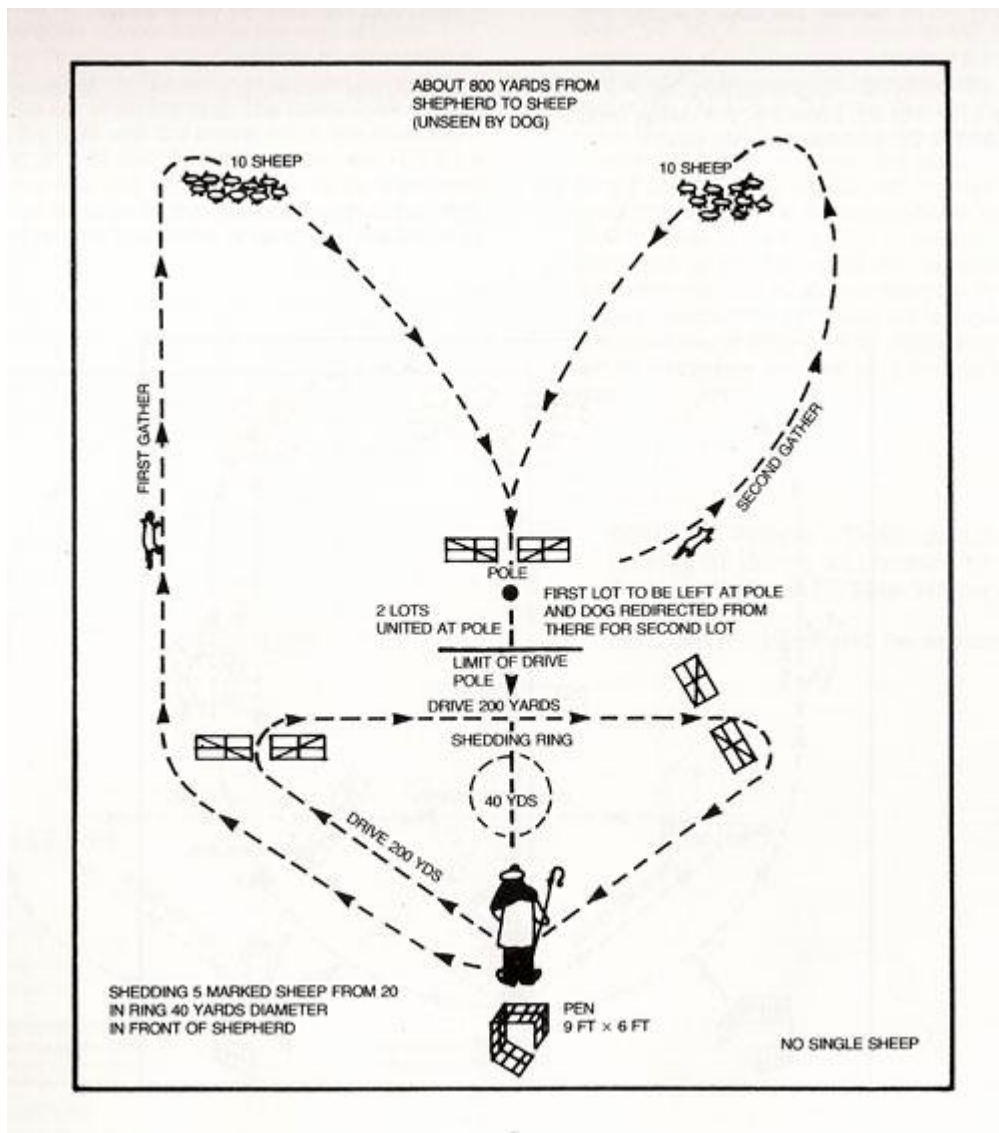 ABOUT 800 YARDS FROM
SHEPHERD TO SHEEP
(UNSEEN BY DOG)
10 SHEEP
10 SHEEP
FIRST GATHER
SECOND GATHER
POLE
2 LOTS
UNITED AT POLE
FIRST LOT TO BE LEFT AT POLE
AND DOG REDIRECTED FROM
THERE FOR SECOND LOT
LIMIT OF DRIVE
POLE
DRIVE 200 YARDS
SHEDDING RING
40 YDS
DRIVE 200 YDS
SHEDDING 5 MARKED SHEEP FROM 20
IN RING 40 YARDS DIAMETER
IN FRONT OF SHEPHERD
PEN
9 FT × 6 FT
NO SINGLE SHEEP